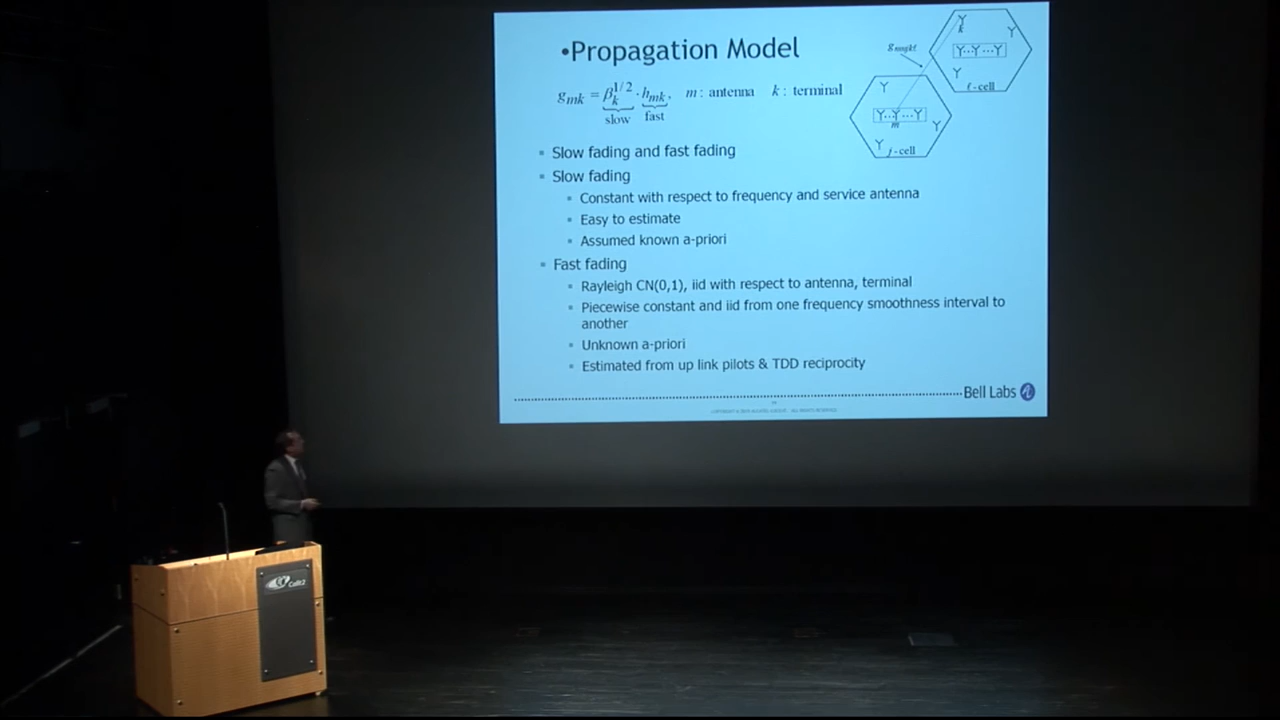 •Propagation Model
g_mk = β_k^1/2 · h_mk, m : antenna k : terminal
slow fast
▪ Slow fading and fast fading
▪ Slow fading
▪ Constant with respect to frequency and service antenna
▪ Easy to estimate
▪ Assumed known a-priori
▪ Fast fading
▪ Rayleigh CN(0,1), iid with respect to antenna, terminal
▪ Piecewise constant and iid from one frequency smoothness interval to
another
▪ Unknown a-priori
▪ Estimated from up link pilots & TDD reciprocity
k
ℓ-cell
m
j-cell
Bell Labs
Calit2